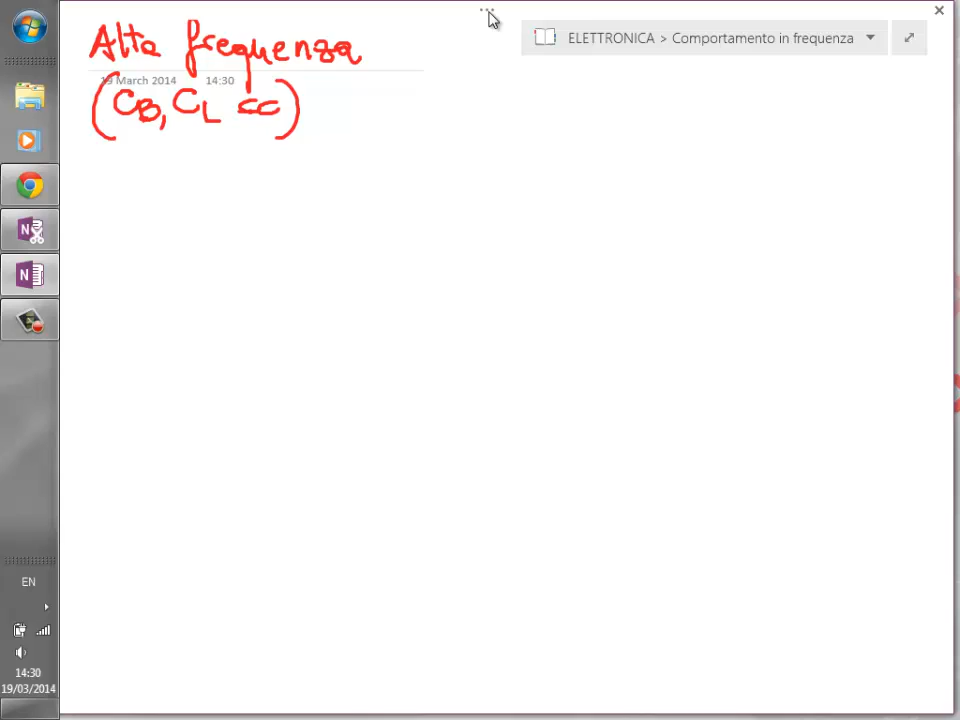 ELETTRONICA > Comportamento in frequenza
Alta frequenza
19 March 2014 14:30
(CB, CL cc)
EN
14:30
19/03/2014